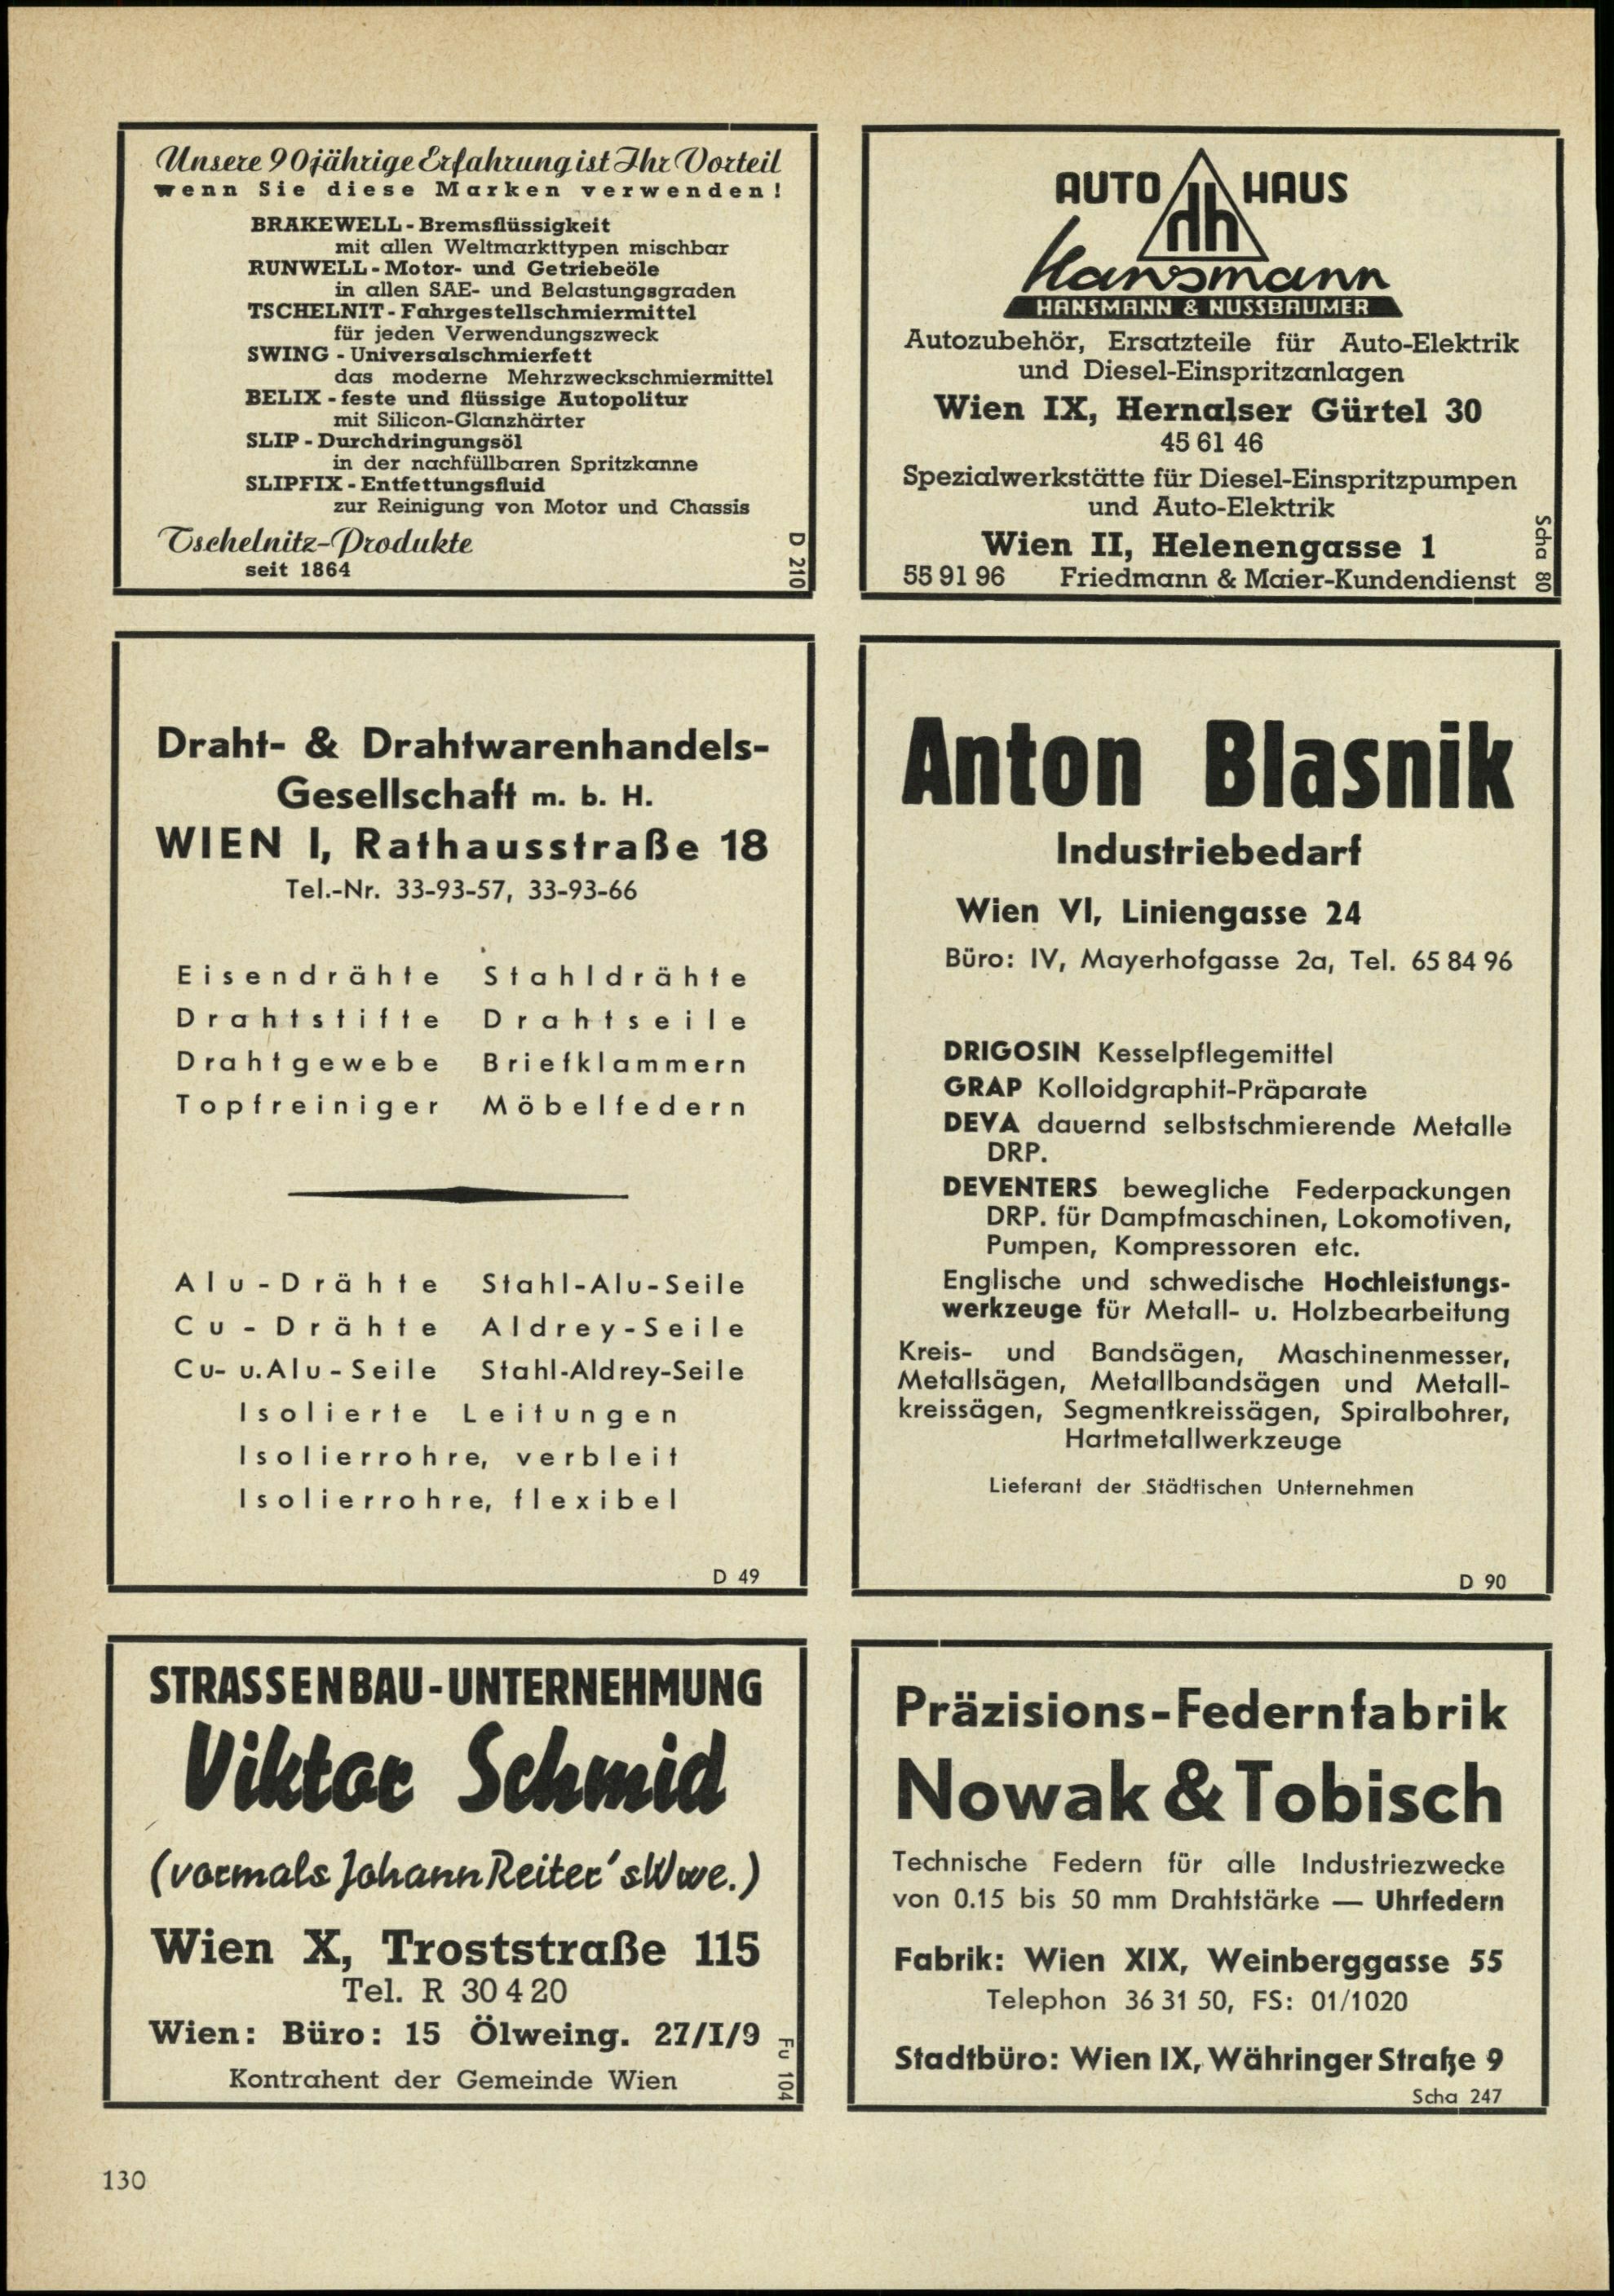 Unsere 90jährige Erfahrung ist Ihr Vorteil
wenn Sie diese Marken verwenden!
BRAKEWELL - Bremsflüssigkeit
mit allen Weltmarkttypen mischbar
RUNWELL - Motor- und Getriebeöle
in allen SAE- und Belastungsgraden
TSCHELNIT - Fahrgestellschmiermittel
für jeden Verwendungszweck
SWING - Universalschmierfett
das moderne Mehrzweckschmiermittel
BELIX - feste und flüssige Autopolitur
mit Silicon-Glanzhärter
SLIP - Durchdringungsöl
in der nachfüllbaren Spritzkanne
SLIPFIX - Entfettungsfluid
zur Reinigung von Motor und Chassis
Tschelnitz-Produkte
seit 1864
D 210
AUTO hh HAUS
Hansmann
HANSMANN & NUSSBAUMER
Autozubehör, Ersatzteile für Auto-Elektrik
und Diesel-Einspritzanlagen
Wien IX, Hernalser Gürtel 30
45 61 46
Spezialwerkstätte für Diesel-Einspritzpumpen
und Auto-Elektrik
Wien II, Helenengasse 1
55 91 96 Friedmann & Maier-Kundendienst
Scha 80
Draht- & Drahtwarenhandels-
Gesellschaft m. b. H.
WIEN I, Rathausstraße 18
Tel.-Nr. 33-93-57, 33-93-66
Eisendrähte Stahldrähte
Drahtstifte Drahtseile
Drahtgewebe Briefklammern
Topfreiniger Möbelfedern
Alu-Drähte Stahl-Alu-Seile
Cu-Drähte Aldrey-Seile
Cu- u.Alu-Seile Stahl-Aldrey-Seile
Isolierte Leitungen
Isolierrohre, verbleit
Isolierrohre, flexibel
D 49
Anton Blasnik
Industriebedarf
Wien VI, Liniengasse 24
Büro: IV, Mayerhofgasse 2a, Tel. 65 84 96
DRIGOSIN Kesselpflegemittel
GRAP Kolloidgraphit-Präparate
DEVA dauernd selbstschmierende Metalle
DRP.
DEVENTERS bewegliche Federpackungen
DRP. für Dampfmaschinen, Lokomotiven,
Pumpen, Kompressoren etc.
Englische und schwedische Hochleistungs-
werkzeuge für Metall- u. Holzbearbeitung
Kreis- und Bandsägen, Maschinenmesser,
Metallsägen, Metallbandsägen und Metall-
kreissägen, Segmentkreissägen, Spiralbohrer,
Hartmetallwerkzeuge
Lieferant der Städtischen Unternehmen
D 90
STRASSENBAU-UNTERNEHMUNG
Viktor Schmid
(vormals Johann Reiter's Wwe.)
Wien X, Troststraße 115
Tel. R 30 4 20
Wien: Büro: 15 Ölweing. 27/I/9
Kontrahent der Gemeinde Wien
Fu 104
Präzisions-Federnfabrik
Nowak & Tobisch
Technische Federn für alle Industriezwecke
von 0.15 bis 50 mm Drahtstärke — Uhrfedern
Fabrik: Wien XIX, Weinberggasse 55
Telephon 36 31 50, FS: 01/1020
Stadtbüro: Wien IX, Währinger Straße 9
Scha 247
130